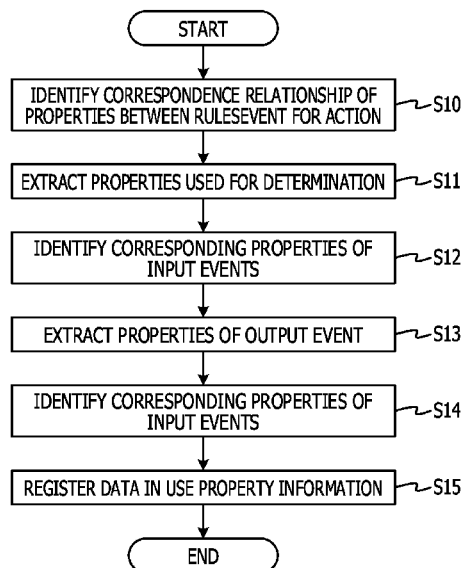 START
IDENTIFY CORRESPONDENCE RELATIONSHIP OF
PROPERTIES BETWEEN RULESEVENT FOR ACTION
S10
EXTRACT PROPERTIES USED FOR DETERMINATION
S11
IDENTIFY CORRESPONDING PROPERTIES OF
INPUT EVENTS
S12
EXTRACT PROPERTIES OF OUTPUT EVENT
S13
IDENTIFY CORRESPONDING PROPERTIES OF
INPUT EVENTS
S14
REGISTER DATA IN USE PROPERTY INFORMATION
S15
END